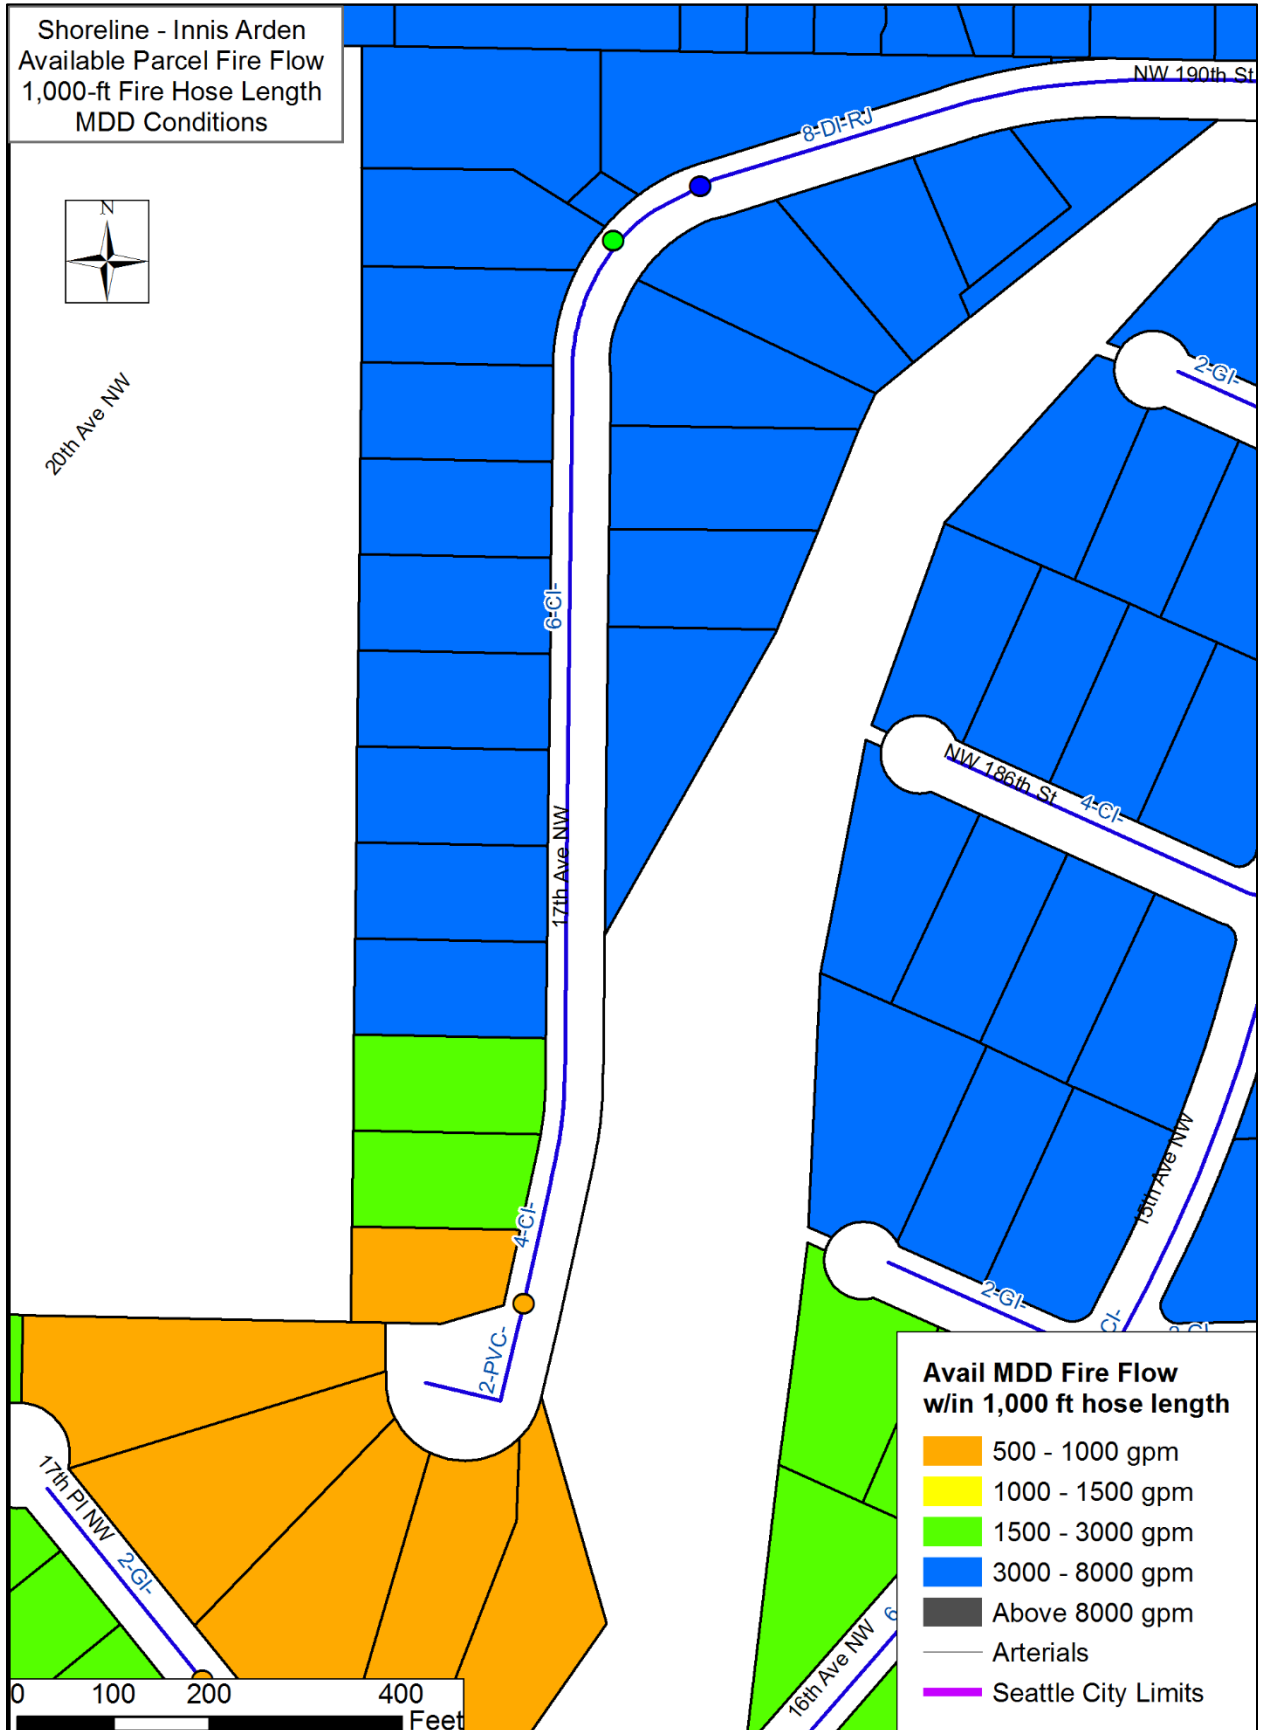 Shoreline - Innis Arden
Available Parcel Fire Flow
1,000-ft Fire Hose Length
MDD Conditions
NW 190th St
8-DI-RJ
N
20th Ave NW
2-GI-
6-CI-
NW 186th St
4-CI-
17th Ave NW
15th Ave NW
4-CI-
2-GI-
CI-
2-PVC-
17th Pl NW
2-GI-
16th Ave NW
6
Avail MDD Fire Flow
w/in 1,000 ft hose length
500 - 1000 gpm
1000 - 1500 gpm
1500 - 3000 gpm
3000 - 8000 gpm
Above 8000 gpm
Arterials
Seattle City Limits
0 100 200 400
Feet